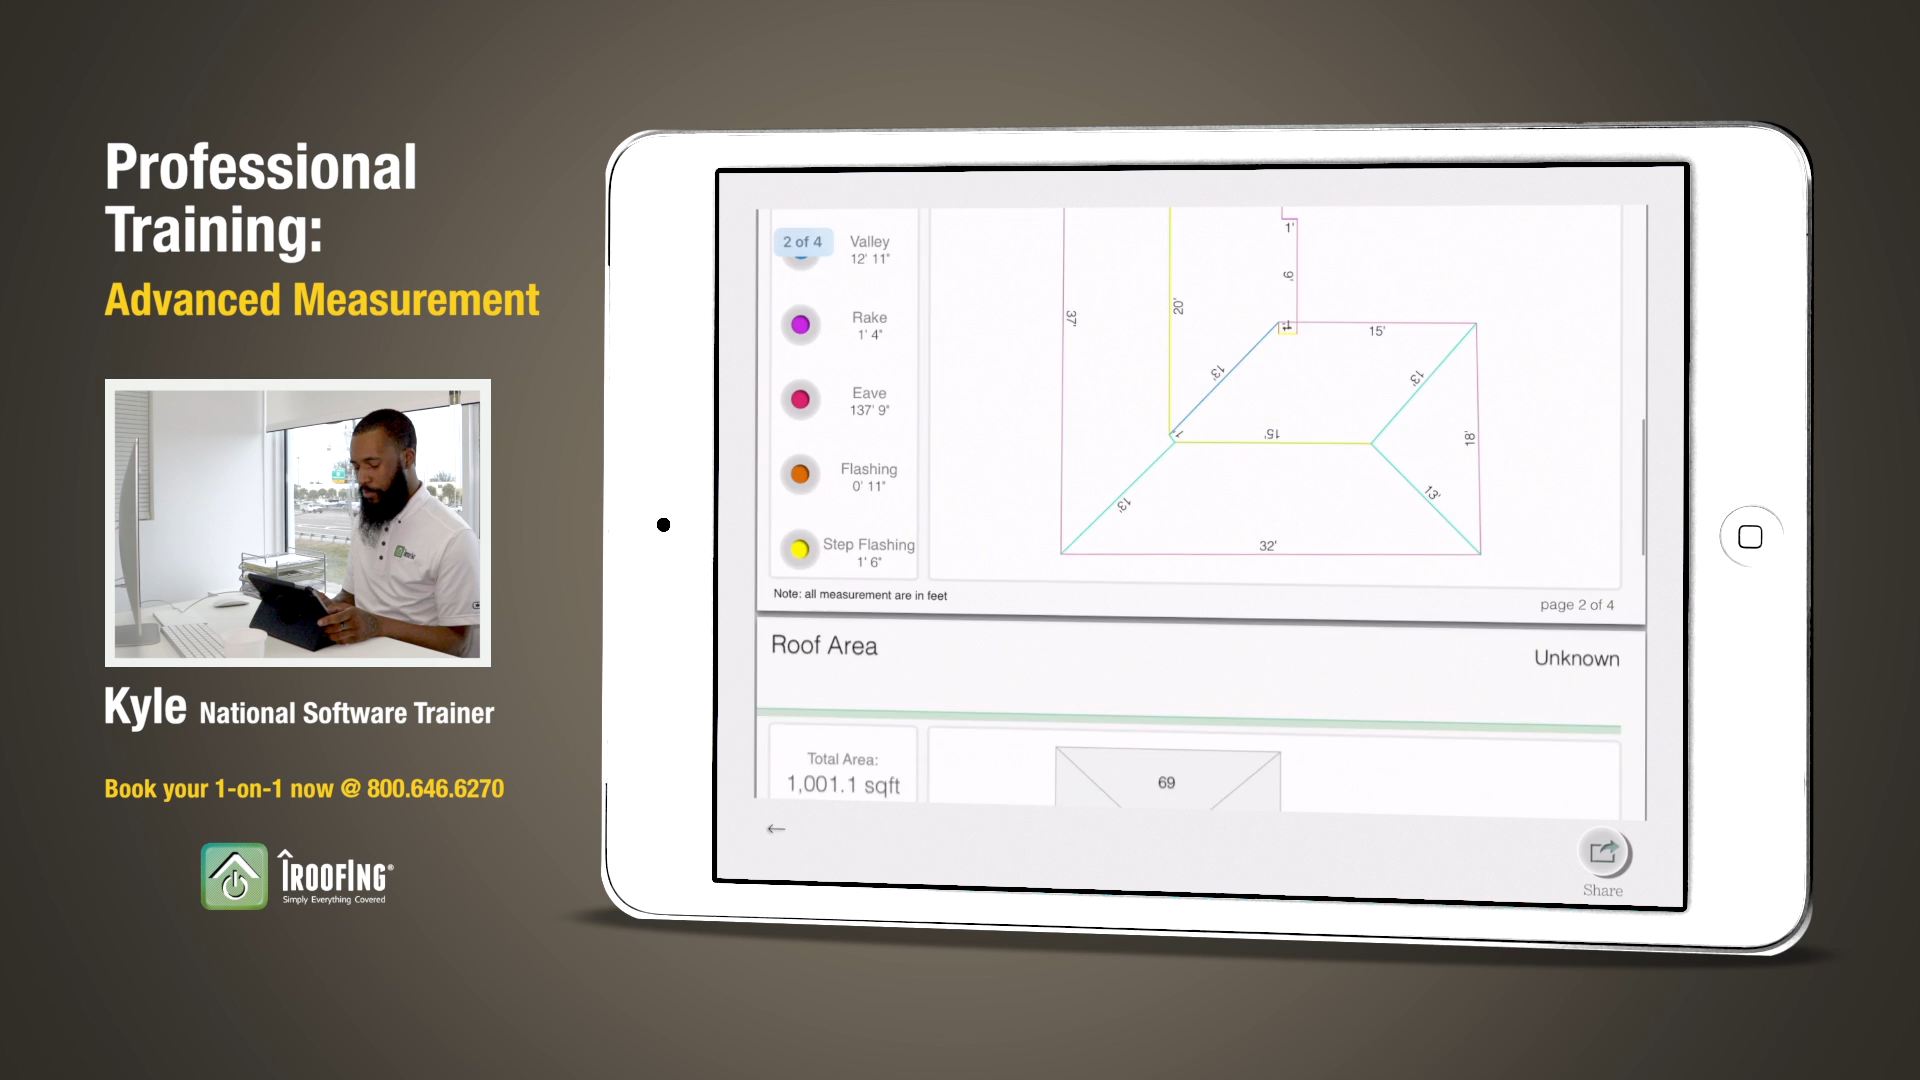 Professional
Training:
Advanced Measurement
Kyle National Software Trainer
Book your 1-on-1 now @ 800.646.6270
iROOFING®
Simply Everything Covered
2 of 4
Valley
12' 11"
Rake
1' 4"
Eave
137' 9"
Flashing
0' 11"
Step Flashing
1' 6"
1'
9'
37'
20'
1'
15'
13'
13'
1'
15'
18'
13'
13'
32'
Note: all measurement are in feet
page 2 of 4
Roof Area
Unknown
Total Area:
1,001.1 sqft
69
Share